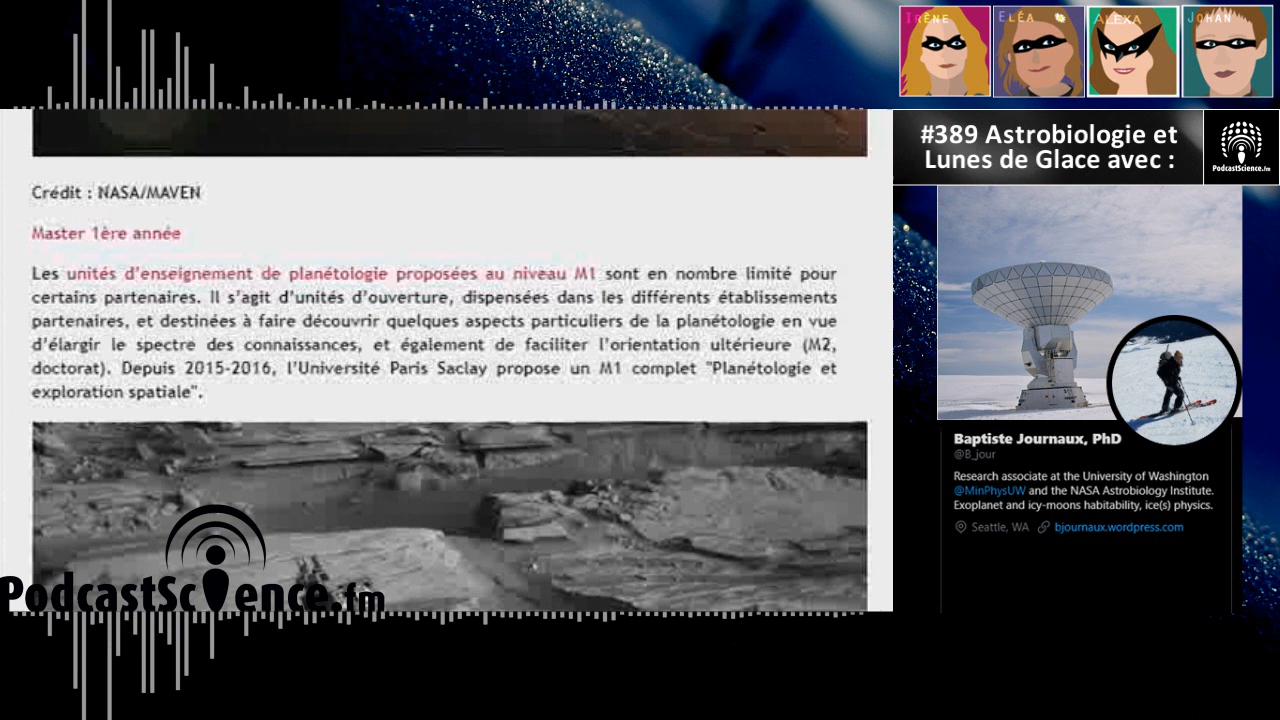 IRÈNE
ELÉA
ALEXA
JOHAN
#389 Astrobiologie et
Lunes de Glace avec :
PodcastScience.fm
Crédit : NASA/MAVEN
Master 1ère année
Les unités d'enseignement de planétologie proposées au niveau M1 sont en nombre limité pour
certains partenaires. Il s'agit d'unités d'ouverture, dispensées dans les différents établissements
partenaires, et destinées à faire découvrir quelques aspects particuliers de la planétologie en vue
d'élargir le spectre des connaissances, et également de faciliter l'orientation ultérieure (M2,
doctorat). Depuis 2015-2016, l'Université Paris Saclay propose un M1 complet "Planétologie et
exploration spatiale".
PodcastScience.fm
Baptiste Journaux, PhD
@B_jour
Research associate at the University of Washington
@MinPhysUW and the NASA Astrobiology Institute.
Exoplanet and icy-moons habitability, ice(s) physics.
Seattle, WA bjournaux.wordpress.com